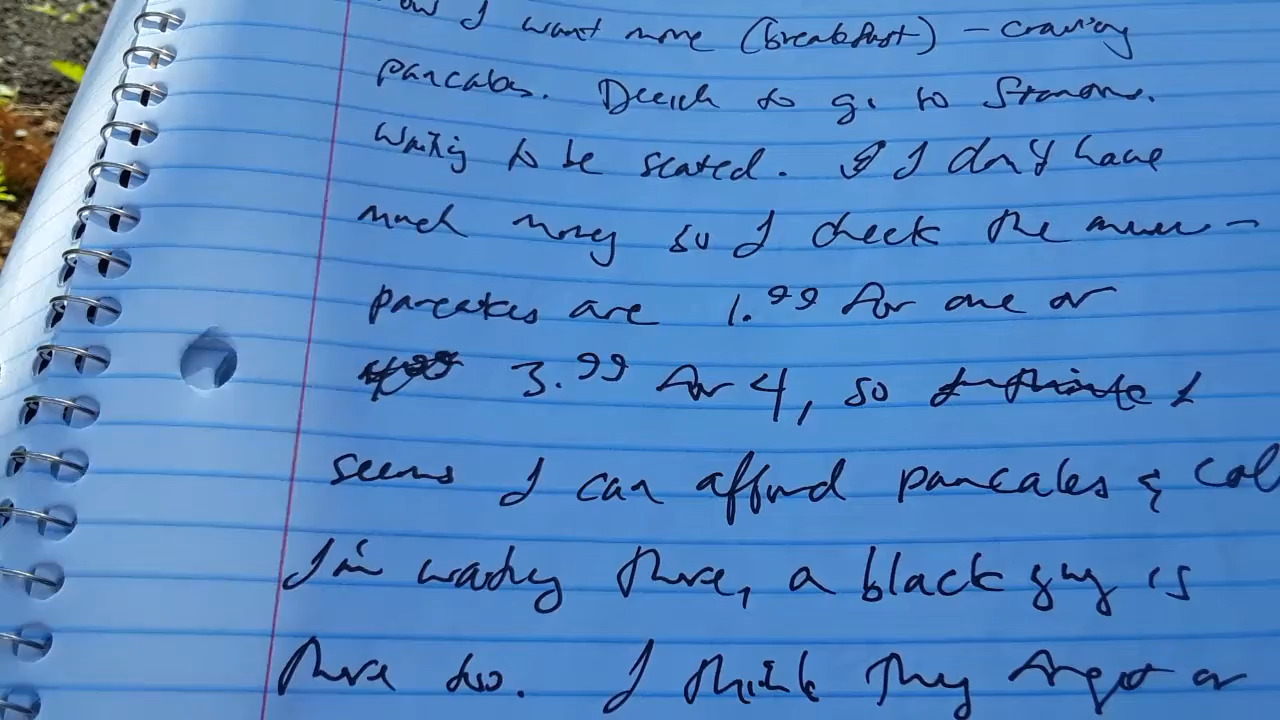 I want more (breakfast) - craving
pancakes. Decide to go to
Waiting to be seated. I don't have
much money so I check the menu -
pancakes are 1.99 for one or
3.99 for 4, so
seems I can afford pancakes &
I'm waiting there, a black guy is
there too. I think they forgot or